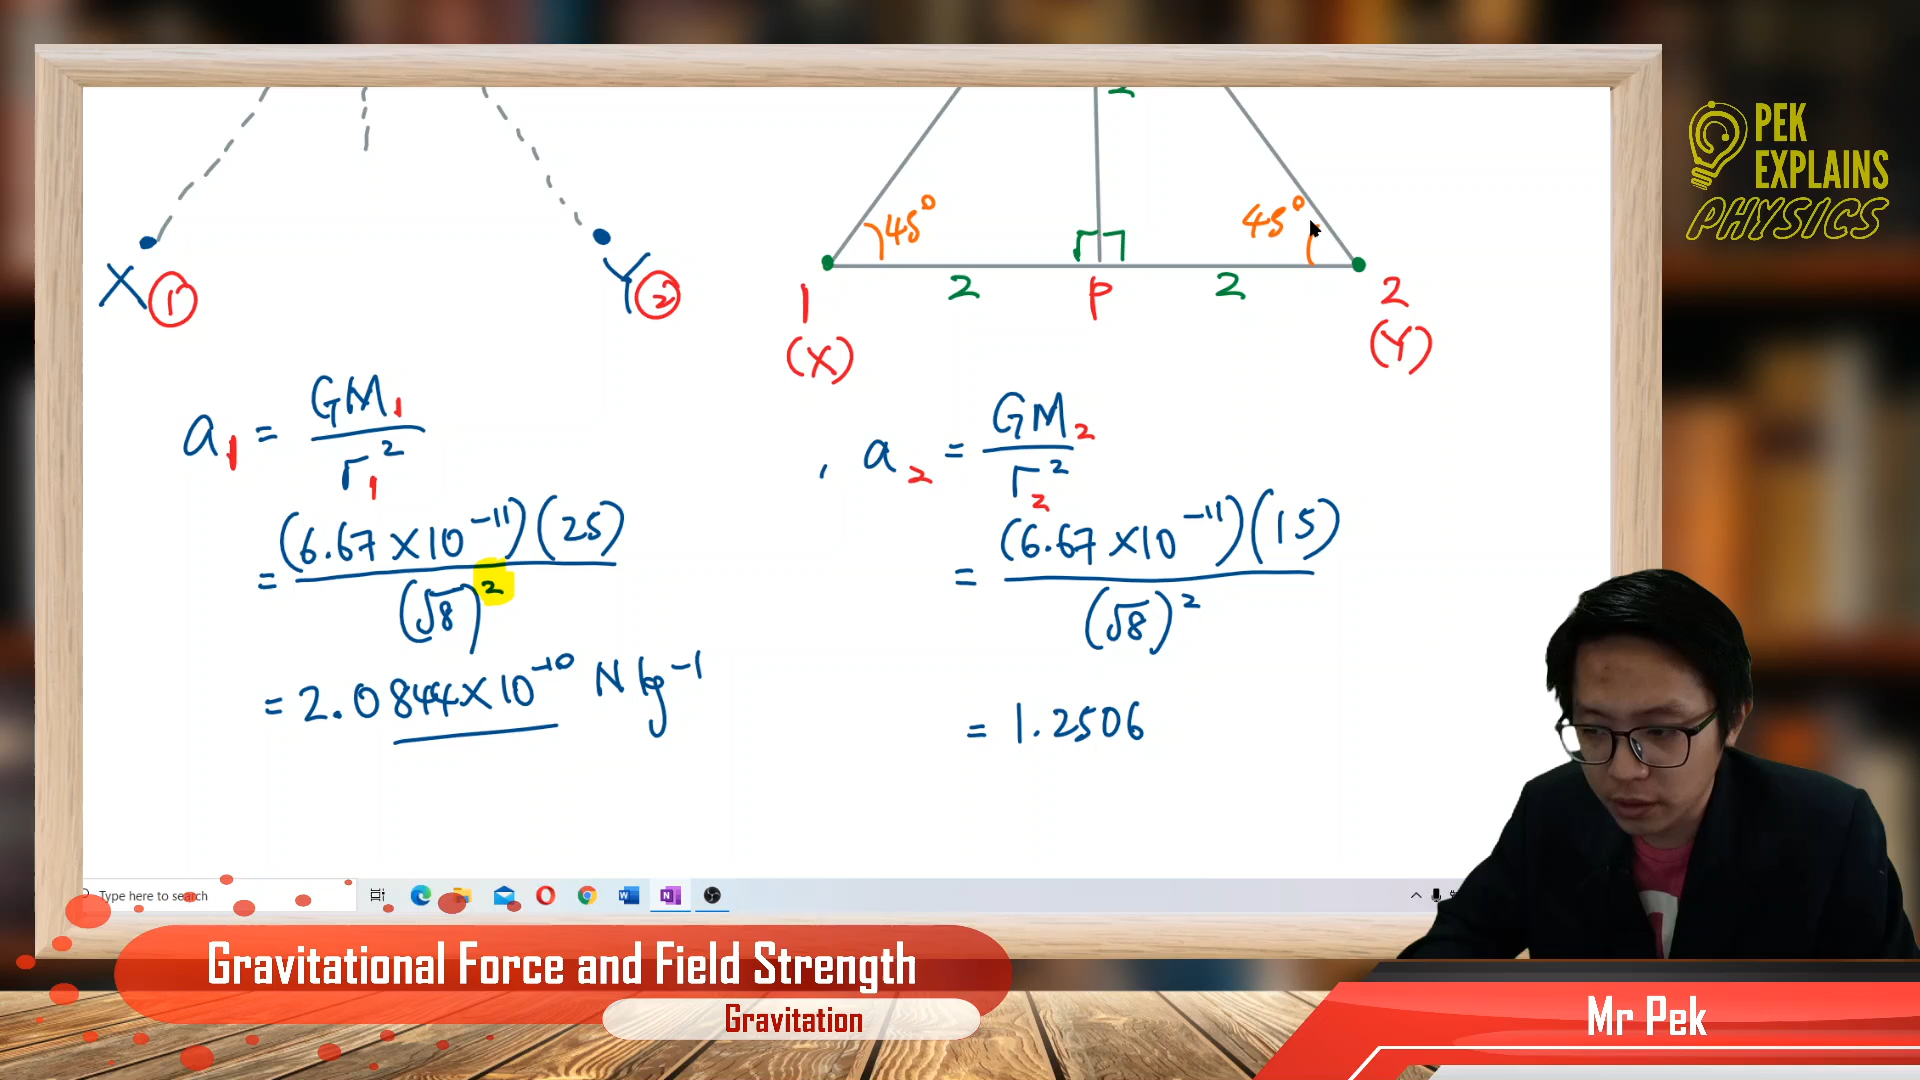 PEK
EXPLAINS
PHYSICS
2
45°
45°
X ①
Y ②
1
(X)
2
P
2
2
(Y)
a₁ = GM₁ / r₁²
= (6.67 × 10⁻¹¹)(25) / (√8)²
= 2.0844 × 10⁻¹⁰ N kg⁻¹
, a₂ = GM₂ / r₂²
= (6.67 × 10⁻¹¹)(15) / (√8)²
= 1.2506
Type here to search
Gravitational Force and Field Strength
Gravitation
Mr Pek